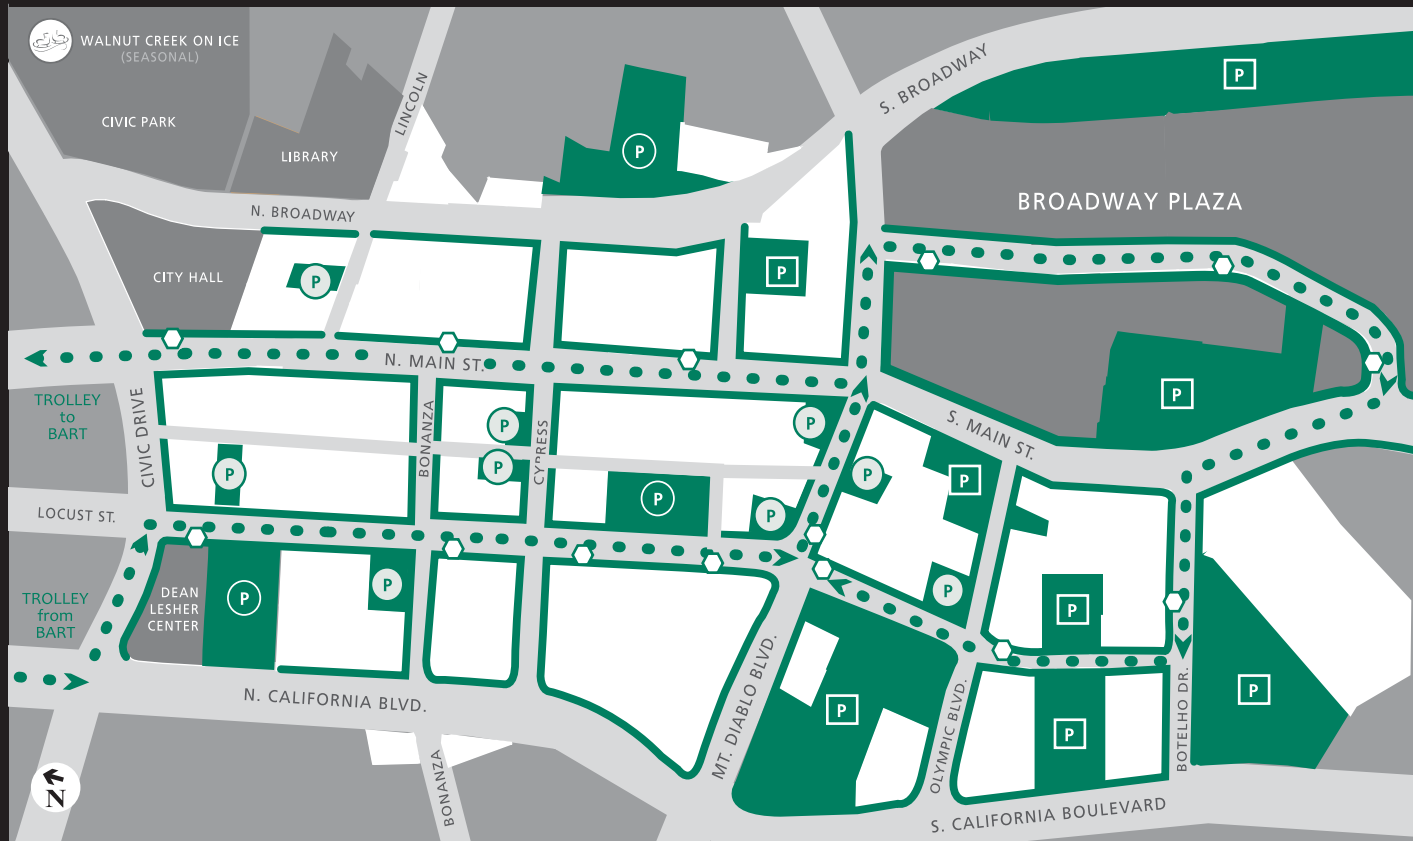 WALNUT CREEK ON ICE
(SEASONAL)
CIVIC PARK
LIBRARY
LINCOLN
S. BROADWAY
P
P
BROADWAY PLAZA
N. BROADWAY
CITY HALL
P
P
N. MAIN ST.
TROLLEY
to
BART
CIVIC DRIVE
BONANZA
CYPRESS
P
P
P
P
P
S. MAIN ST.
P
P
P
P
P
LOCUST ST.
TROLLEY
from
BART
DEAN
LESHER
CENTER
P
P
P
P
N. CALIFORNIA BLVD.
MT. DIABLO BLVD.
P
OLYMPIC BLVD.
P
BOTELHO DR.
P
N
BONANZA
S. CALIFORNIA BOULEVARD